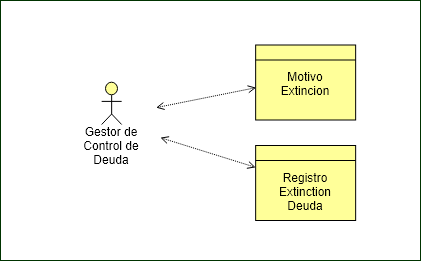 Motivo
Extincion
Gestor de
Control de
Deuda
Registro
Extinction
Deuda